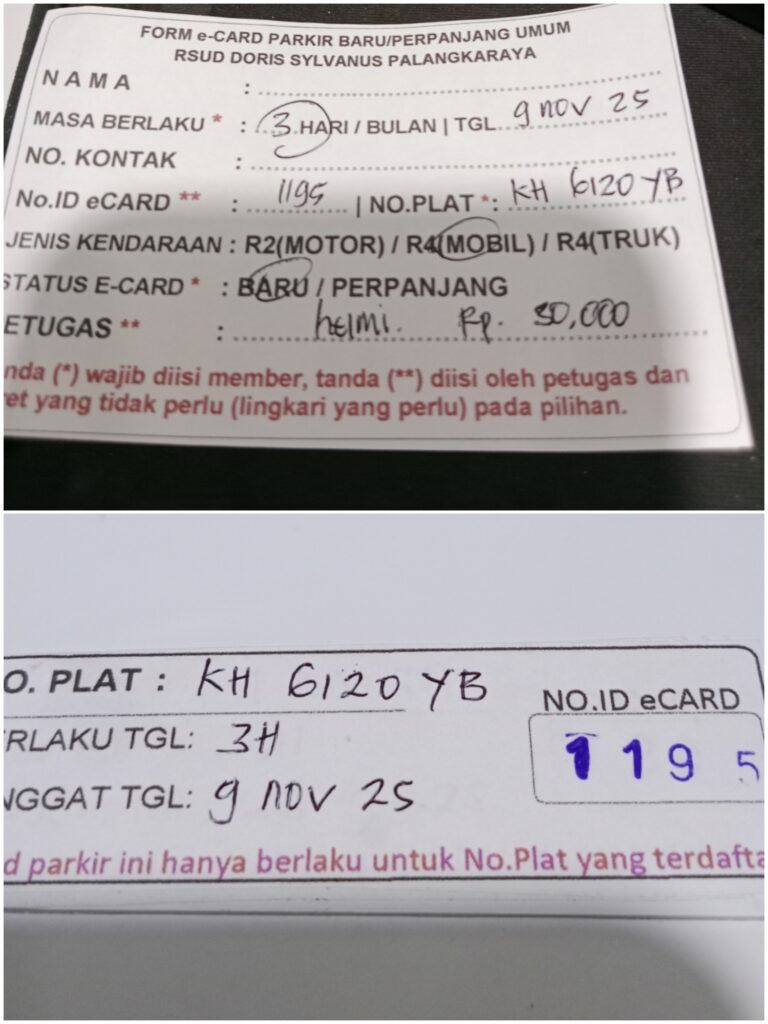 FORM e-CARD PARKIR BARU/PERPANJANG UMUM
RSUD DORIS SYLVANUS PALANGKARAYA
NAMA : ....................
MASA BERLAKU * : ...3.HARI / BULAN | TGL...9 nov 25
NO. KONTAK : ....................
No.ID eCARD ** : 1195 | NO.PLAT *: KH 6120 YB
JENIS KENDARAAN : R2(MOTOR) / R4(MOBIL) / R4(TRUK)
STATUS E-CARD * : BARU / PERPANJANG
ETUGAS ** : helmi. Rp. 30,000
nda (*) wajib diisi member, tanda (**) diisi oleh petugas dan
et yang tidak perlu (lingkari yang perlu) pada pilihan.
O. PLAT : KH 6120 YB
NO.ID eCARD
RLAKU TGL: 3H
1195
NGGAT TGL: 9 nov 25
d parkir ini hanya berlaku untuk No.Plat yang terdafta